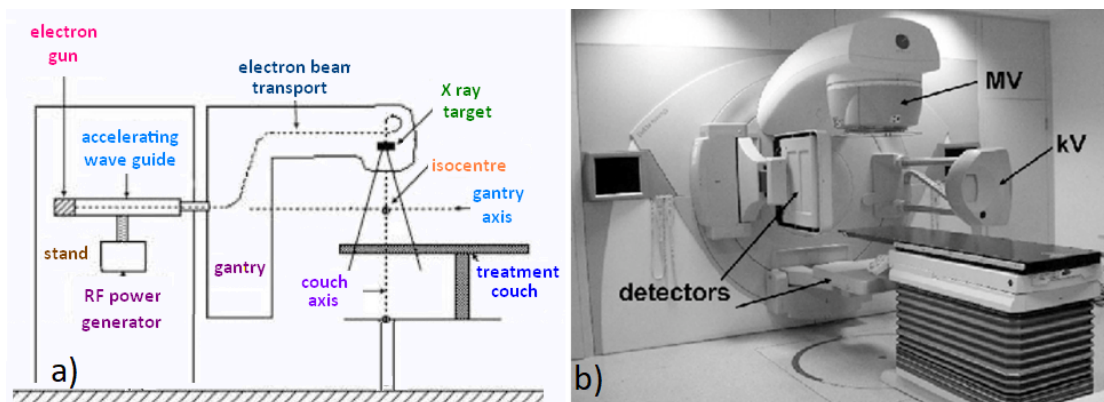 electron
gun
electron beam
transport
X ray
target
accelerating
wave guide
isocentre
gantry
axis
stand
gantry
couch
axis
treatment
couch
RF power
generator
a)
MV
kV
detectors
b)